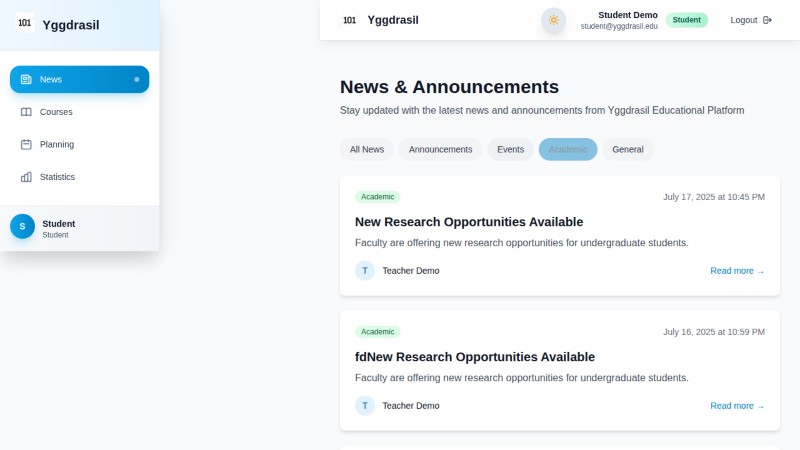 101 Yggdrasil
News
Courses
Planning
Statistics
S Student
Student
101 Yggdrasil
Student Demo
student@yggdrasil.edu
Student
Logout
News & Announcements
Stay updated with the latest news and announcements from Yggdrasil Educational Platform
All News Announcements Events Academic General
Academic July 17, 2025 at 10:45 PM
New Research Opportunities Available
Faculty are offering new research opportunities for undergraduate students.
T Teacher Demo Read more →
Academic July 16, 2025 at 10:59 PM
fdNew Research Opportunities Available
Faculty are offering new research opportunities for undergraduate students.
T Teacher Demo Read more →